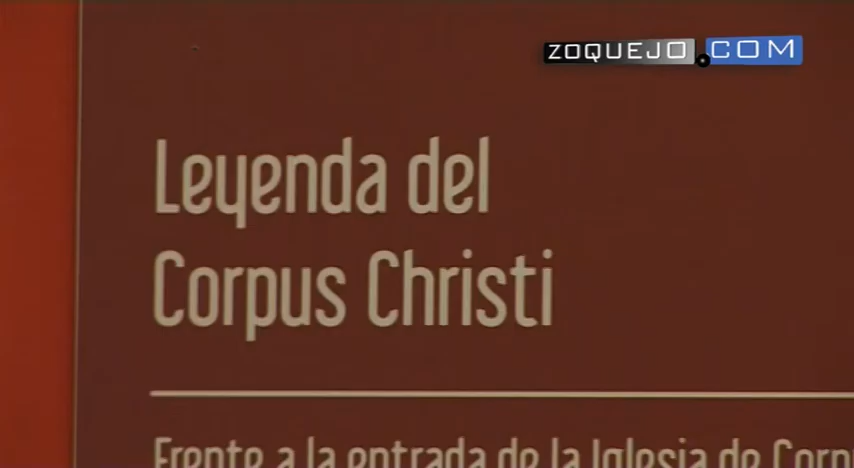 ZOQUEJO.COM
Leyenda del
Corpus Christi
Frente a la entrada de la Iglesia de